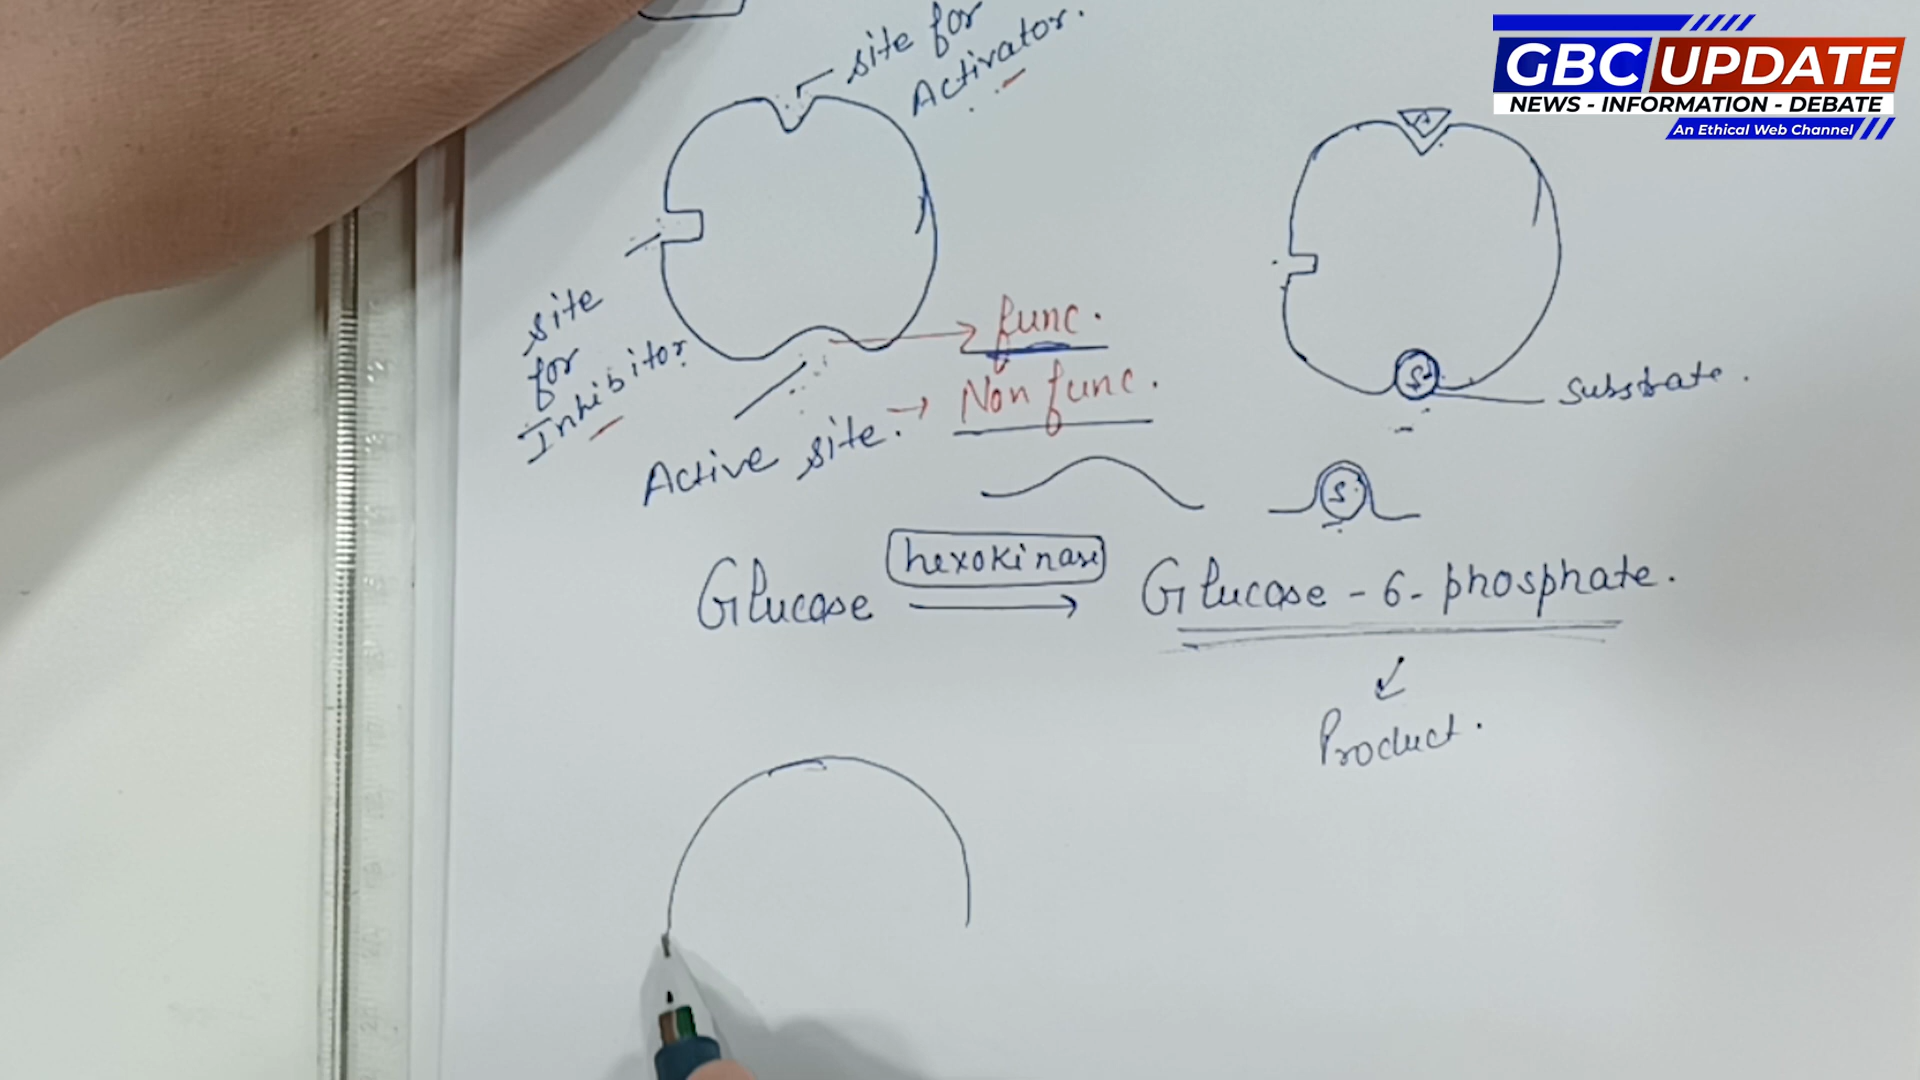 GBC UPDATE
NEWS - INFORMATION - DEBATE
An Ethical Web Channel
site for
Activator.
A
site
for
Inhibitor.
func.
Active site. → Non func.
S
Substrate.
S
hexokinase
Glucose → Glucose - 6 - phosphate.
Product.